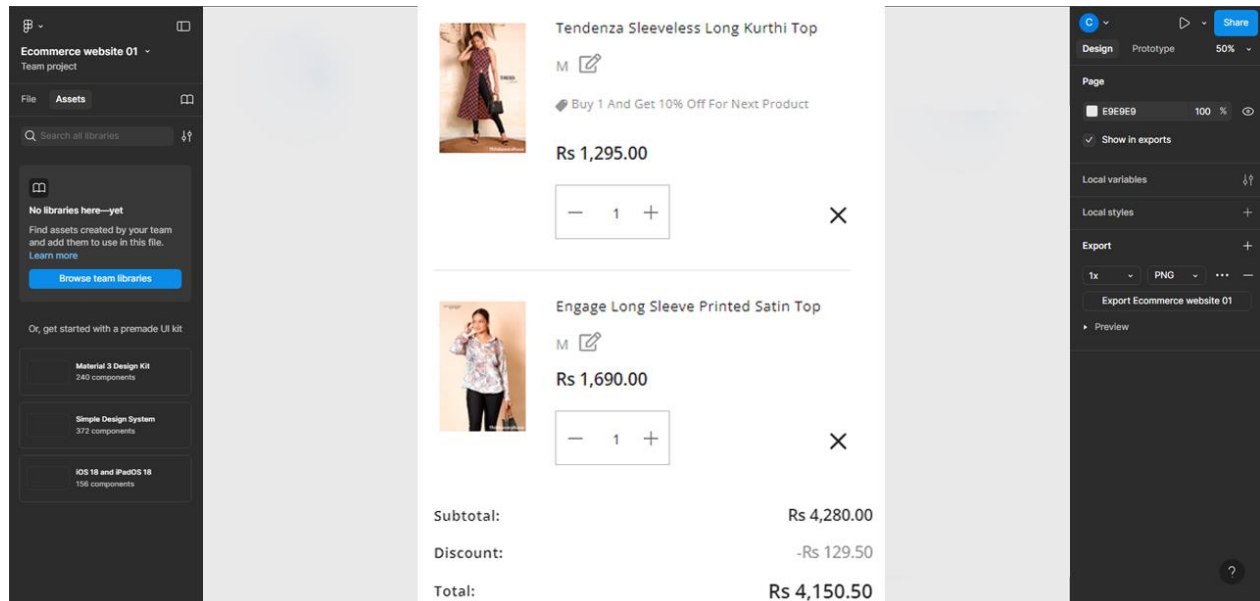 Ecommerce website 01
Team project
File Assets
Search all libraries
No libraries here—yet
Find assets created by your team
and add them to use in this file.
Learn more
Browse team libraries
Or, get started with a premade UI kit
Material 3 Design Kit
240 components
Simple Design System
372 components
iOS 18 and iPadOS 18
156 components
Tendenza Sleeveless Long Kurthi Top
M
Buy 1 And Get 10% Off For Next Product
Rs 1,295.00
1
Engage Long Sleeve Printed Satin Top
M
Rs 1,690.00
1
Subtotal: Rs 4,280.00
Discount: -Rs 129.50
Total: Rs 4,150.50
C Share
Design Prototype 50%
Page
E9E9E9 100 %
Show in exports
Local variables
Local styles
Export
1x PNG
Export Ecommerce website 01
Preview
?